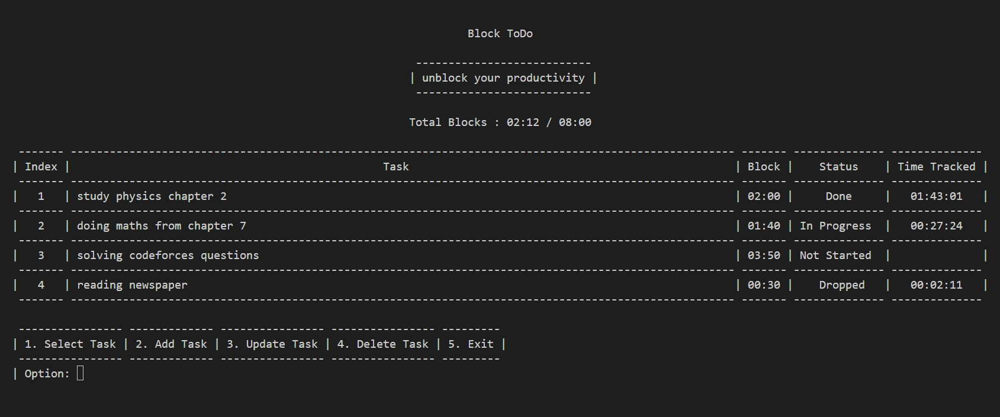 Block ToDo
---------------------------
| unblock your productivity |
---------------------------
Total Blocks : 02:12 / 08:00
------- ------------------------------------------------------------------------------------------------------ ------- -------------- --------------
| Index | Task | Block | Status | Time Tracked |
------- ------------------------------------------------------------------------------------------------------ ------- -------------- --------------
| 1 | study physics chapter 2 | 02:00 | Done | 01:43:01 |
------- ------------------------------------------------------------------------------------------------------ ------- -------------- --------------
| 2 | doing maths from chapter 7 | 01:40 | In Progress | 00:27:24 |
------- ------------------------------------------------------------------------------------------------------ ------- -------------- --------------
| 3 | solving codeforces questions | 03:50 | Not Started | |
------- ------------------------------------------------------------------------------------------------------ ------- -------------- --------------
| 4 | reading newspaper | 00:30 | Dropped | 00:02:11 |
------- ------------------------------------------------------------------------------------------------------ ------- -------------- --------------
---------------- ------------- ---------------- ---------------- ---------
| 1. Select Task | 2. Add Task | 3. Update Task | 4. Delete Task | 5. Exit |
---------------- ------------- ---------------- ---------------- ---------
| Option: